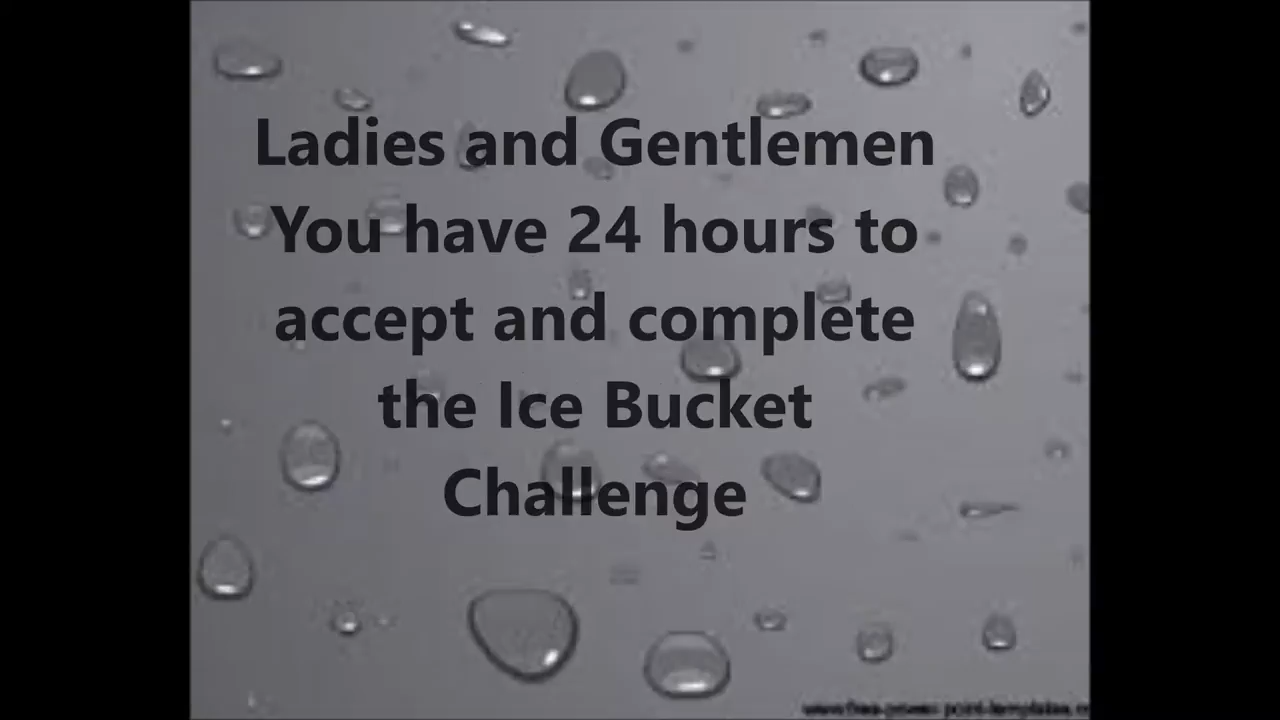 Ladies and Gentlemen
You have 24 hours to
accept and complete
the Ice Bucket
Challenge